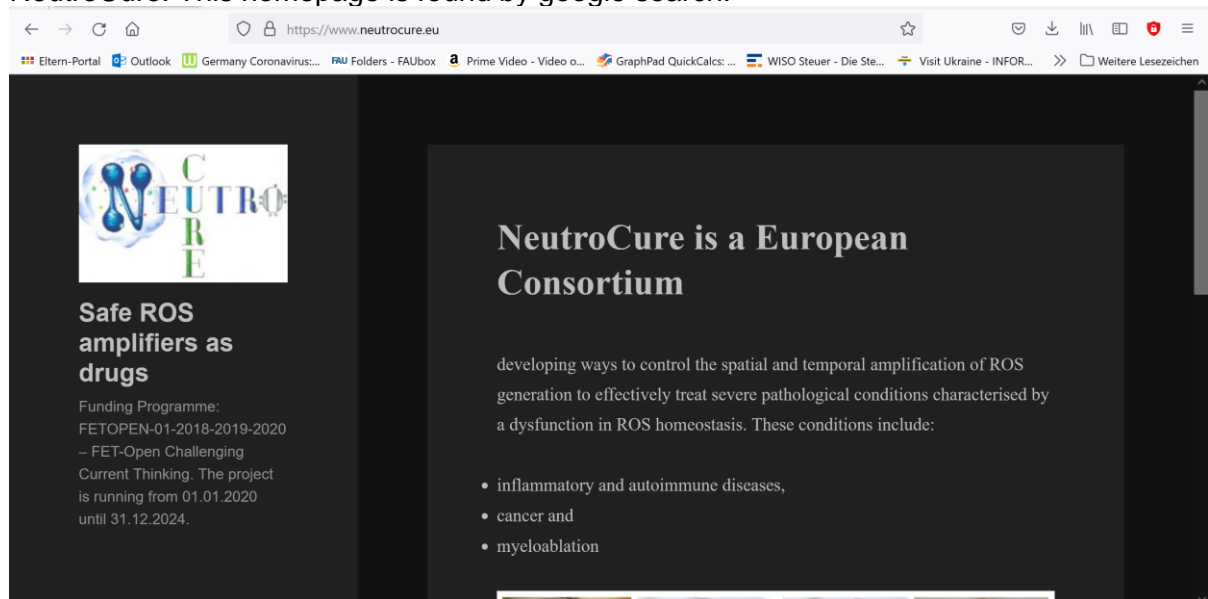 NeutroCure. This homepage is found by google search.
https://www.neutrocure.eu
Eltern-Portal Outlook Germany Coronavirus:... FAU Folders - FAUbox Prime Video - Video o... GraphPad QuickCalcs: ... WISO Steuer - Die Ste... Visit Ukraine - INFOR... Weitere Lesezeichen
NEUTRO
CURE
Safe ROS
amplifiers as
drugs
Funding Programme:
FETOPEN-01-2018-2019-2020
– FET-Open Challenging
Current Thinking. The project
is running from 01.01.2020
until 31.12.2024.
NeutroCure is a European
Consortium
developing ways to control the spatial and temporal amplification of ROS
generation to effectively treat severe pathological conditions characterised by
a dysfunction in ROS homeostasis. These conditions include:
• inflammatory and autoimmune diseases,
• cancer and
• myeloablation